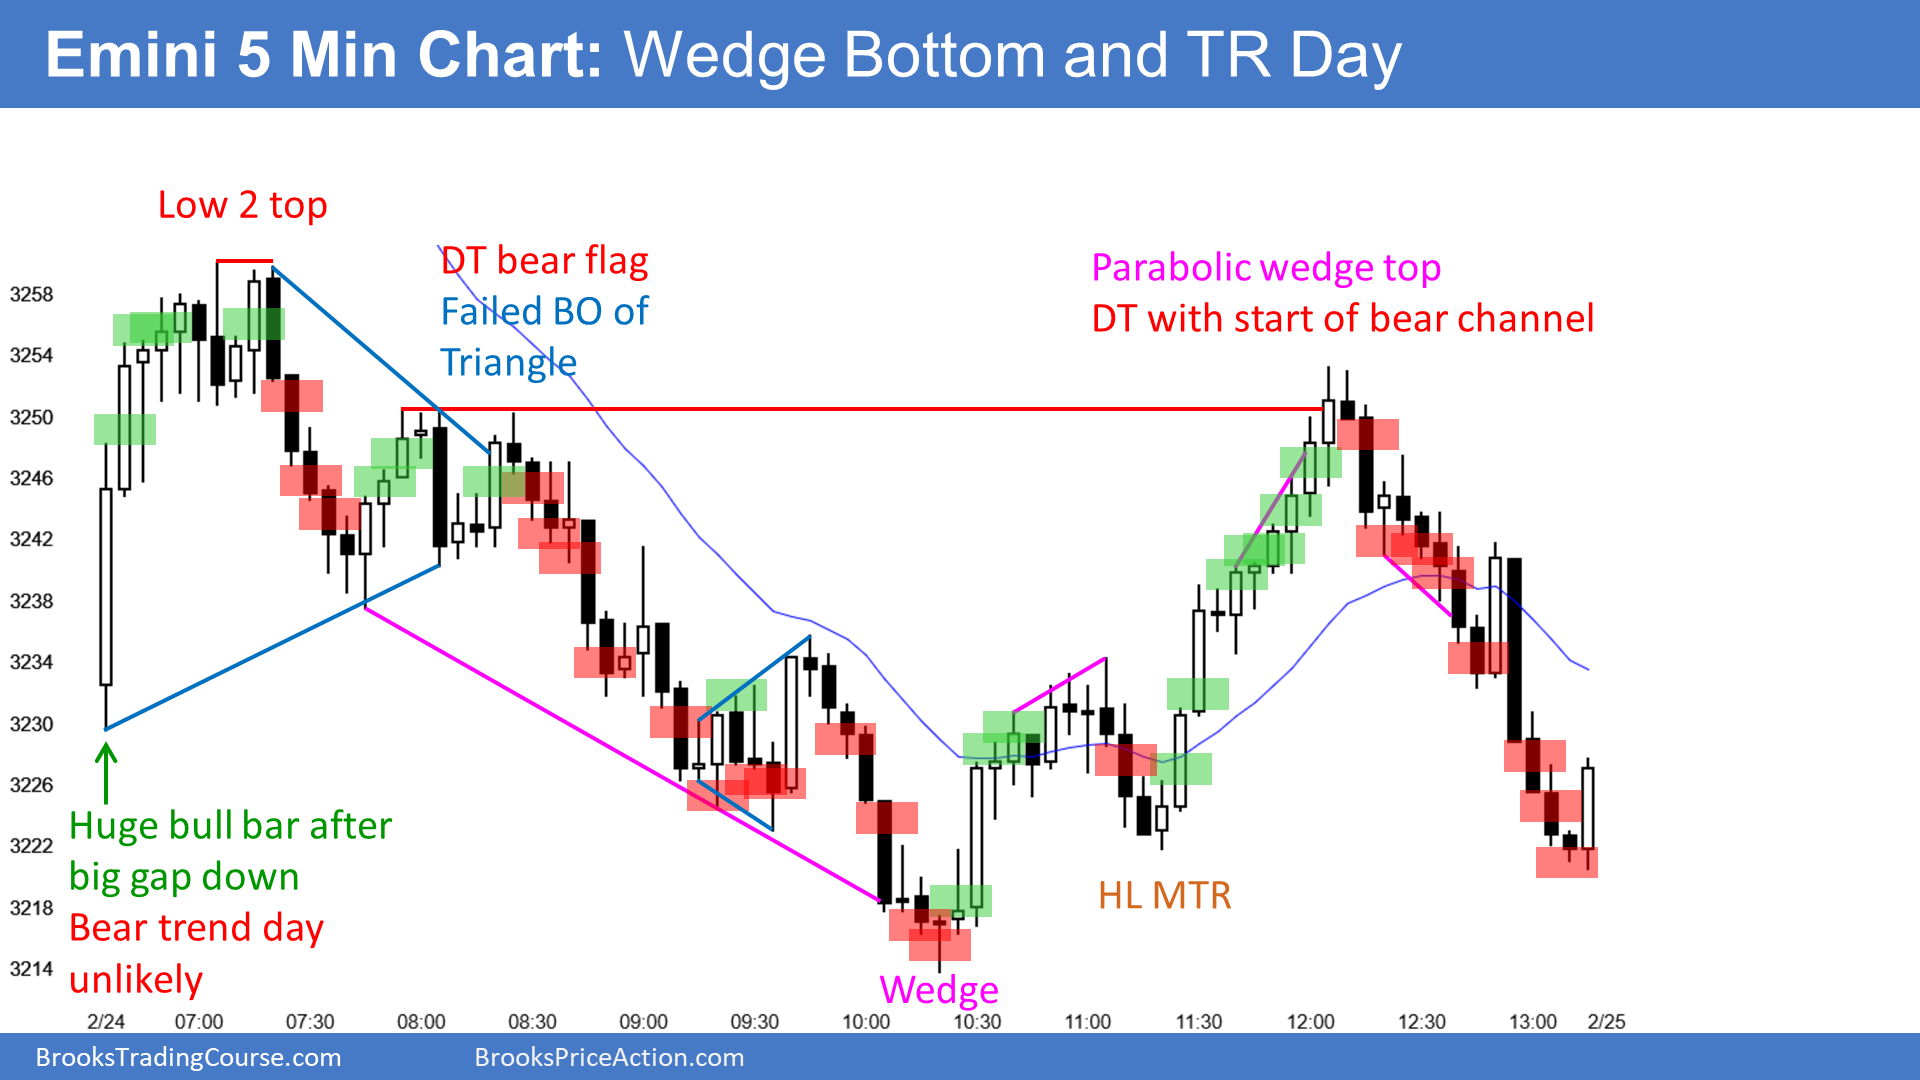 Emini 5 Min Chart: Wedge Bottom and TR Day
Low 2 top
DT bear flag
Failed BO of
Triangle
Parabolic wedge top
DT with start of bear channel
3258
3254
3250
3246
3242
3238
3234
3230
3226
3222
3218
3214
Huge bull bar after
big gap down
Bear trend day
unlikely
HL MTR
Wedge
2/24 07:00 07:30 08:00 08:30 09:00 09:30 10:00 10:30 11:00 11:30 12:00 12:30 13:00 2/25
BrooksTradingCourse.com BrooksPriceAction.com